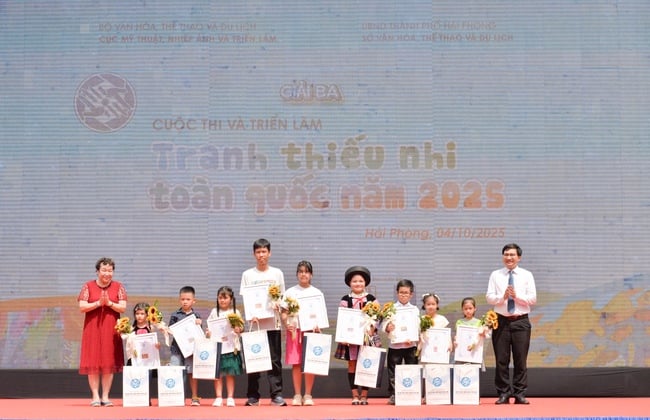 BỘ VĂN HÓA, THỂ THAO VÀ DU LỊCH
CỤC MỸ THUẬT, NHIẾP ẢNH VÀ TRIỂN LÃM
UBND THÀNH PHỐ HẢI PHÒNG
SỞ VĂN HÓA, THỂ THAO VÀ DU LỊCH
GIẢI BA
CUỘC THI VÀ TRIỂN LÃM
Tranh thiếu nhi
toàn quốc năm 2025
Hải Phòng, 04/10/2025